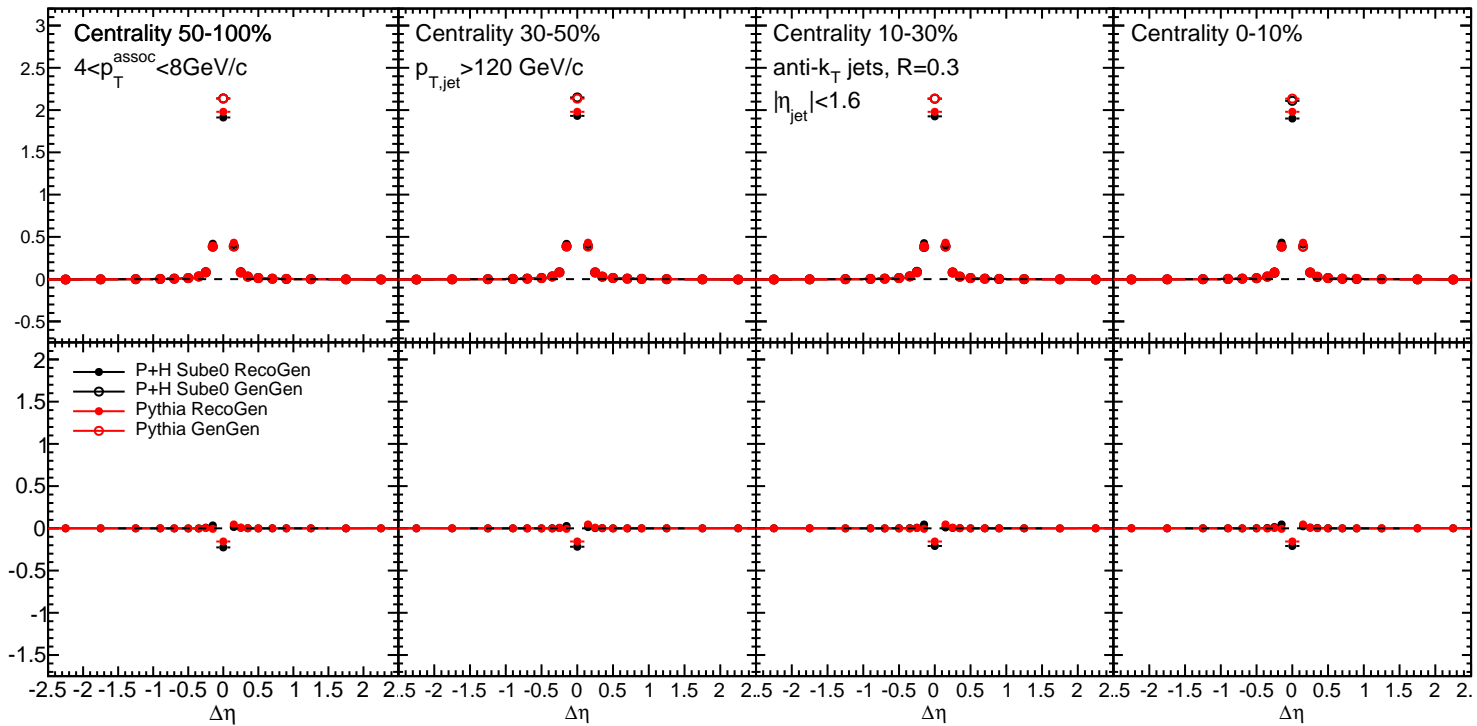 Centrality 50-100%
4<p_T^assoc<8GeV/c
Centrality 30-50%
p_T,jet>120 GeV/c
Centrality 10-30%
anti-k_T jets, R=0.3
|η_jet|<1.6
Centrality 0-10%
3
2.5
2
1.5
1
0.5
0
-0.5
P+H Sube0 RecoGen
P+H Sube0 GenGen
Pythia RecoGen
Pythia GenGen
2
1.5
1
0.5
0
-0.5
-1
-1.5
-2.5 -2 -1.5 -1 -0.5 0 0.5 1 1.5 2 2.5 -2 -1.5 -1 -0.5 0 0.5 1 1.5 2 2. -2 -1.5 -1 -0.5 0 0.5 1 1.5 2 2.5 -2 -1.5 -1 -0.5 0 0.5 1 1.5 2 2.
Δη Δη Δη Δη